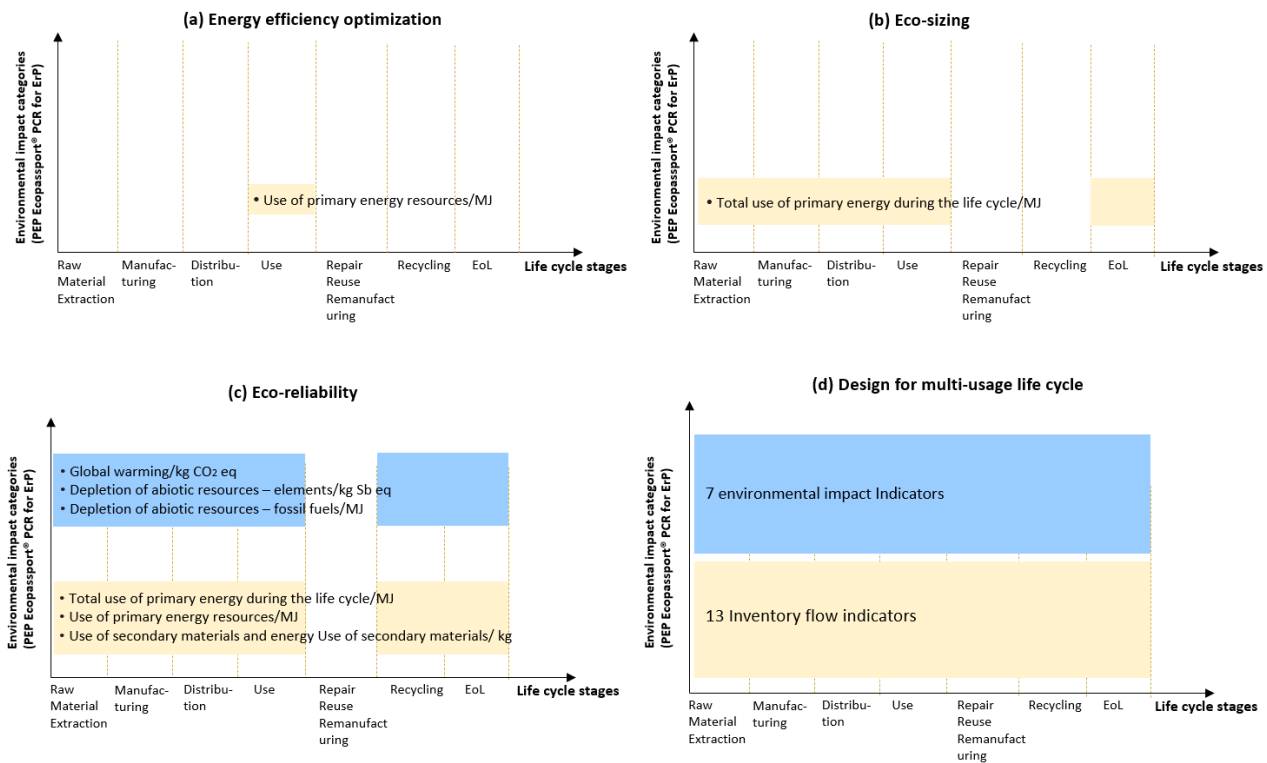 (a) Energy efficiency optimization
Environmental impact categories
(PEP Ecopassport® PCR for ErP)
• Use of primary energy resources/MJ
Raw
Material
Extraction
Manufac-
turing
Distribu-
tion
Use
Repair
Reuse
Remanufact
uring
Recycling
EoL
Life cycle stages
(b) Eco-sizing
Environmental impact categories
(PEP Ecopassport® PCR for ErP)
• Total use of primary energy during the life cycle/MJ
Raw
Material
Extraction
Manufac-
turing
Distribu-
tion
Use
Repair
Reuse
Remanufact
uring
Recycling
EoL
Life cycle stages
(c) Eco-reliability
Environmental impact categories
(PEP Ecopassport® PCR for ErP)
• Global warming/kg CO₂ eq
• Depletion of abiotic resources – elements/kg Sb eq
• Depletion of abiotic resources – fossil fuels/MJ
• Total use of primary energy during the life cycle/MJ
• Use of primary energy resources/MJ
• Use of secondary materials and energy Use of secondary materials/ kg
Raw
Material
Extraction
Manufac-
turing
Distribu-
tion
Use
Repair
Reuse
Remanufact
uring
Recycling
EoL
Life cycle stages
(d) Design for multi-usage life cycle
Environmental impact categories
(PEP Ecopassport® PCR for ErP)
7 environmental impact Indicators
13 Inventory flow indicators
Raw
Material
Extraction
Manufac-
turing
Distribu-
tion
Use
Repair
Reuse
Remanufact
uring
Recycling
EoL
Life cycle stages